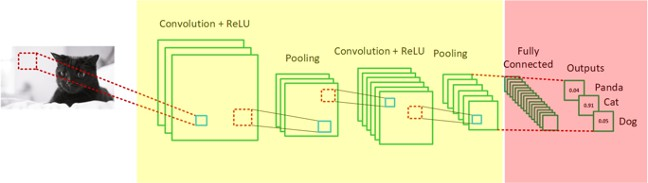 Convolution + ReLU
Pooling
Convolution + ReLU
Pooling
Fully
Connected
Outputs
Panda
Cat
Dog
0.04
0.91
0.05